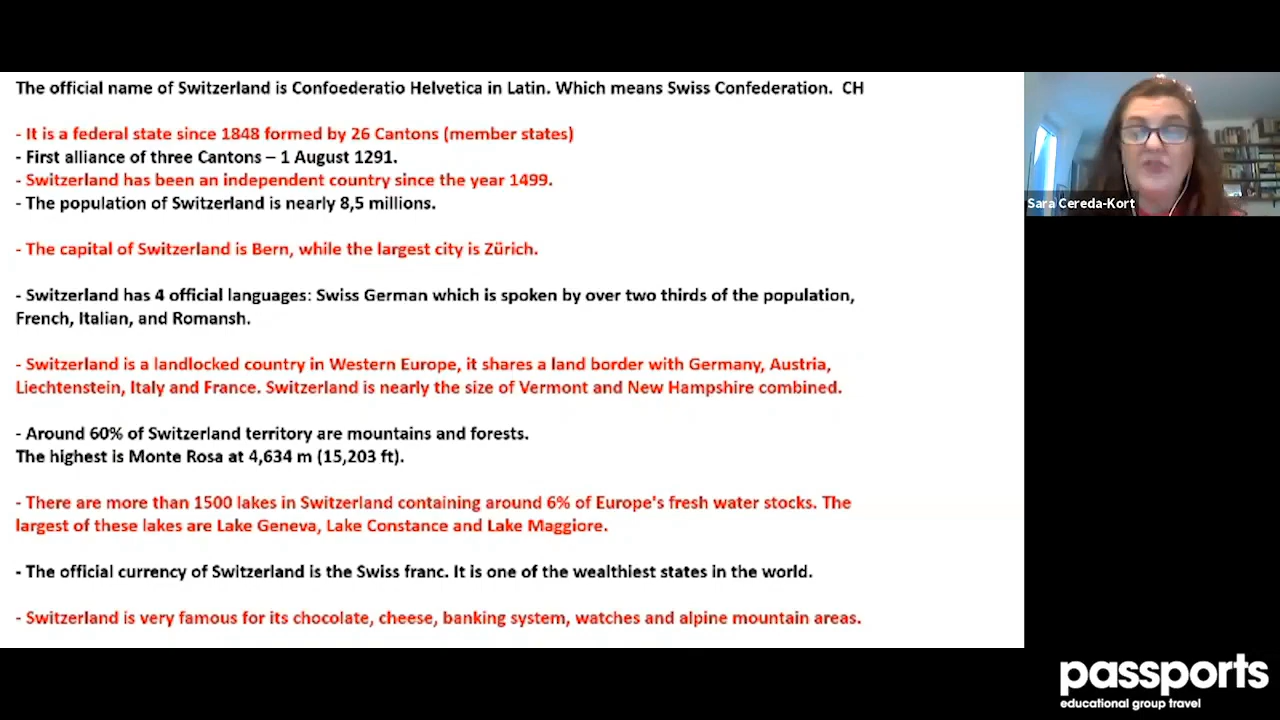 The official name of Switzerland is Confoederatio Helvetica in Latin. Which means Swiss Confederation.  CH
- It is a federal state since 1848 formed by 26 Cantons (member states)
- First alliance of three Cantons – 1 August 1291.
- Switzerland has been an independent country since the year 1499.
- The population of Switzerland is nearly 8,5 millions.
- The capital of Switzerland is Bern, while the largest city is Zürich.
- Switzerland has 4 official languages: Swiss German which is spoken by over two thirds of the population,
French, Italian, and Romansh.
- Switzerland is a landlocked country in Western Europe, it shares a land border with Germany, Austria,
Liechtenstein, Italy and France. Switzerland is nearly the size of Vermont and New Hampshire combined.
- Around 60% of Switzerland territory are mountains and forests.
The highest is Monte Rosa at 4,634 m (15,203 ft).
- There are more than 1500 lakes in Switzerland containing around 6% of Europe's fresh water stocks. The
largest of these lakes are Lake Geneva, Lake Constance and Lake Maggiore.
- The official currency of Switzerland is the Swiss franc. It is one of the wealthiest states in the world.
- Switzerland is very famous for its chocolate, cheese, banking system, watches and alpine mountain areas.
Sara Cereda-Kort
passports
educational group travel